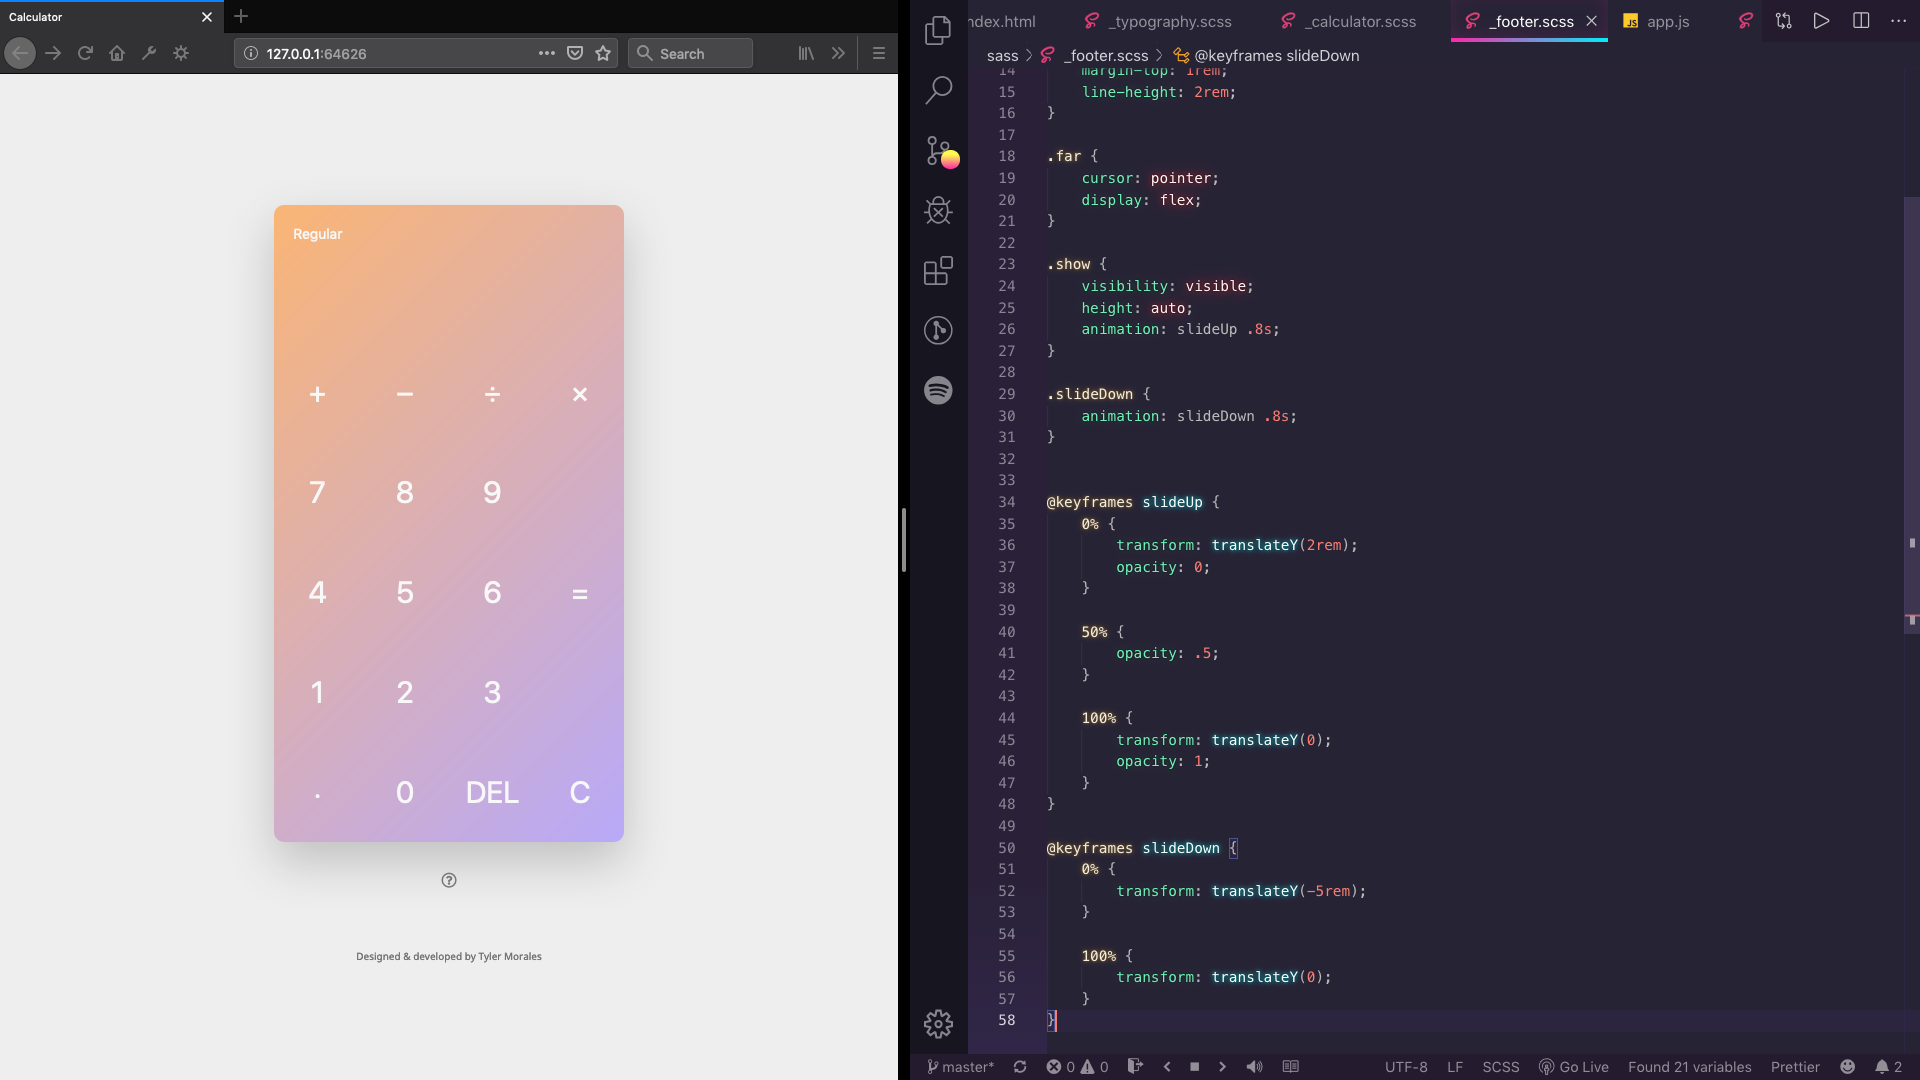 Calculator
127.0.0.1:64626
Search
Regular
+ − ÷ ×
7 8 9
4 5 6 =
1 2 3
. 0 DEL C
Designed & developed by Tyler Morales
ndex.html
_typography.scss
_calculator.scss
_footer.scss
JS app.js
sass > _footer.scss > @keyframes slideDown
14 margin-top: 1rem;
15 line-height: 2rem;
16 }
17
18 .far {
19 cursor: pointer;
20 display: flex;
21 }
22
23 .show {
24 visibility: visible;
25 height: auto;
26 animation: slideUp .8s;
27 }
28
29 .slideDown {
30 animation: slideDown .8s;
31 }
32
33
34 @keyframes slideUp {
35 0% {
36 transform: translateY(2rem);
37 opacity: 0;
38 }
39
40 50% {
41 opacity: .5;
42 }
43
44 100% {
45 transform: translateY(0);
46 opacity: 1;
47 }
48 }
49
50 @keyframes slideDown {
51 0% {
52 transform: translateY(-5rem);
53 }
54
55 100% {
56 transform: translateY(0);
57 }
58 }
master* 0 0 UTF-8 LF SCSS Go Live Found 21 variables Prettier 2